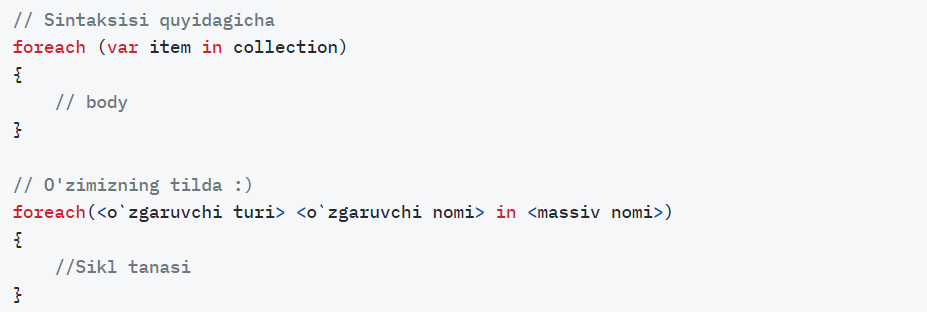 // Sintaksisi quyidagicha
foreach (var item in collection)
{
    // body
}
// O'zimizning tilda :)
foreach(<o`zgaruvchi turi> <o`zgaruvchi nomi> in <massiv nomi>)
{
    //Sikl tanasi
}